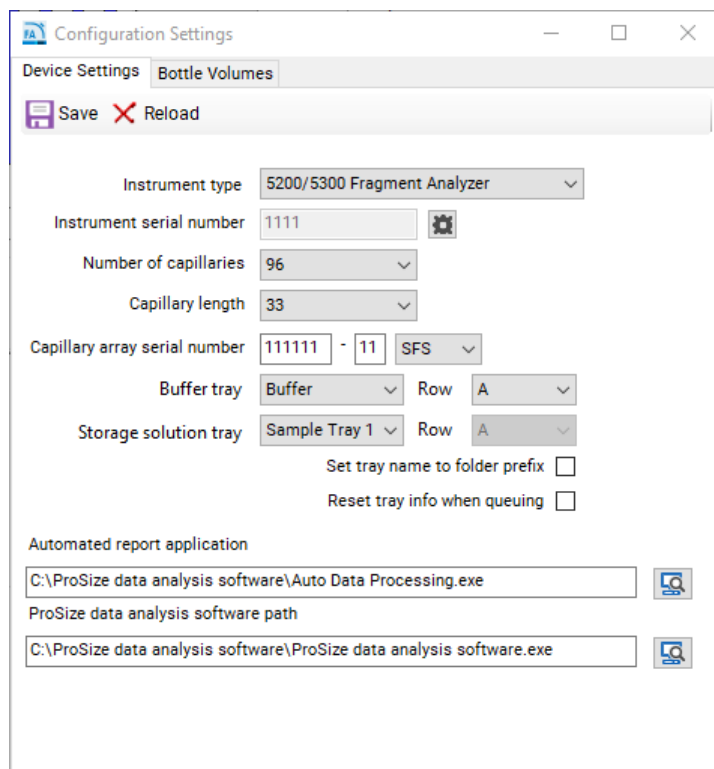 FA Configuration Settings
Device Settings Bottle Volumes
Save Reload
Instrument type 5200/5300 Fragment Analyzer
Instrument serial number 1111
Number of capillaries 96
Capillary length 33
Capillary array serial number 111111 - 11 SFS
Buffer tray Buffer Row A
Storage solution tray Sample Tray 1 Row A
Set tray name to folder prefix
Reset tray info when queuing
Automated report application
C:\ProSize data analysis software\Auto Data Processing.exe
ProSize data analysis software path
C:\ProSize data analysis software\ProSize data analysis software.exe